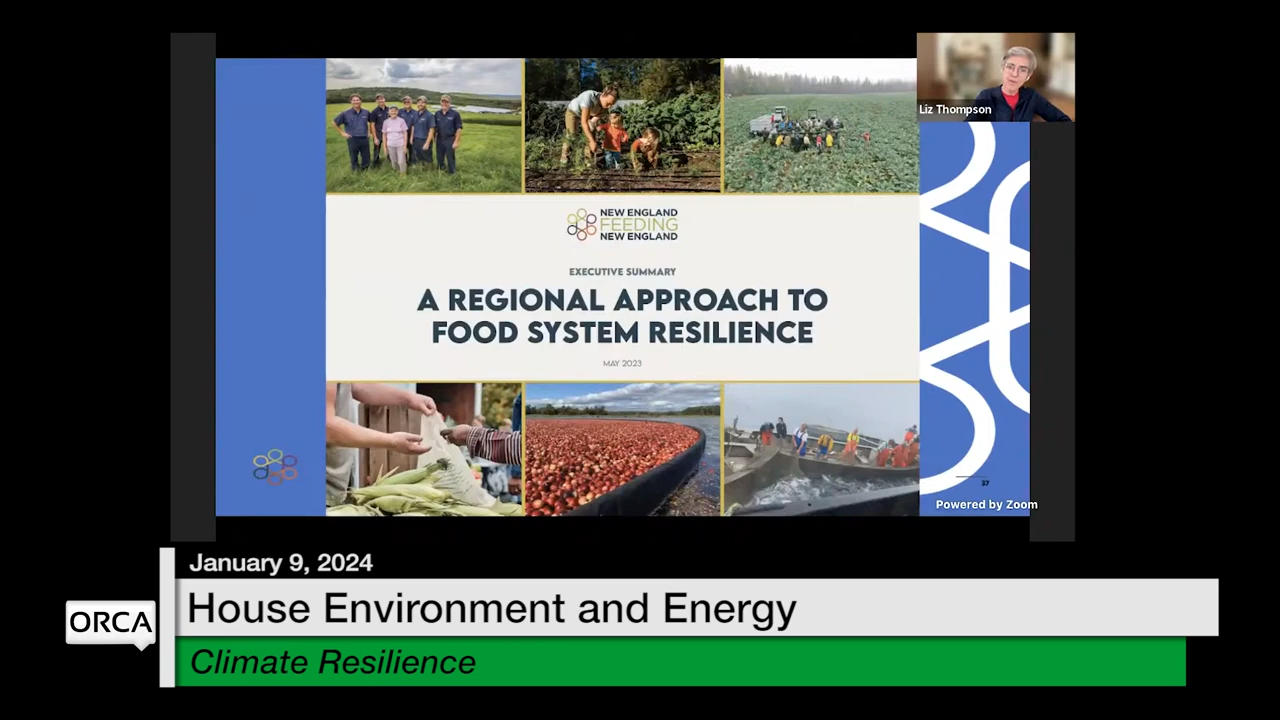 Liz Thompson
NEW ENGLAND
FEEDING
NEW ENGLAND
EXECUTIVE SUMMARY
A REGIONAL APPROACH TO
FOOD SYSTEM RESILIENCE
MAY 2023
37
Powered by Zoom
January 9, 2024
ORCA
House Environment and Energy
Climate Resilience